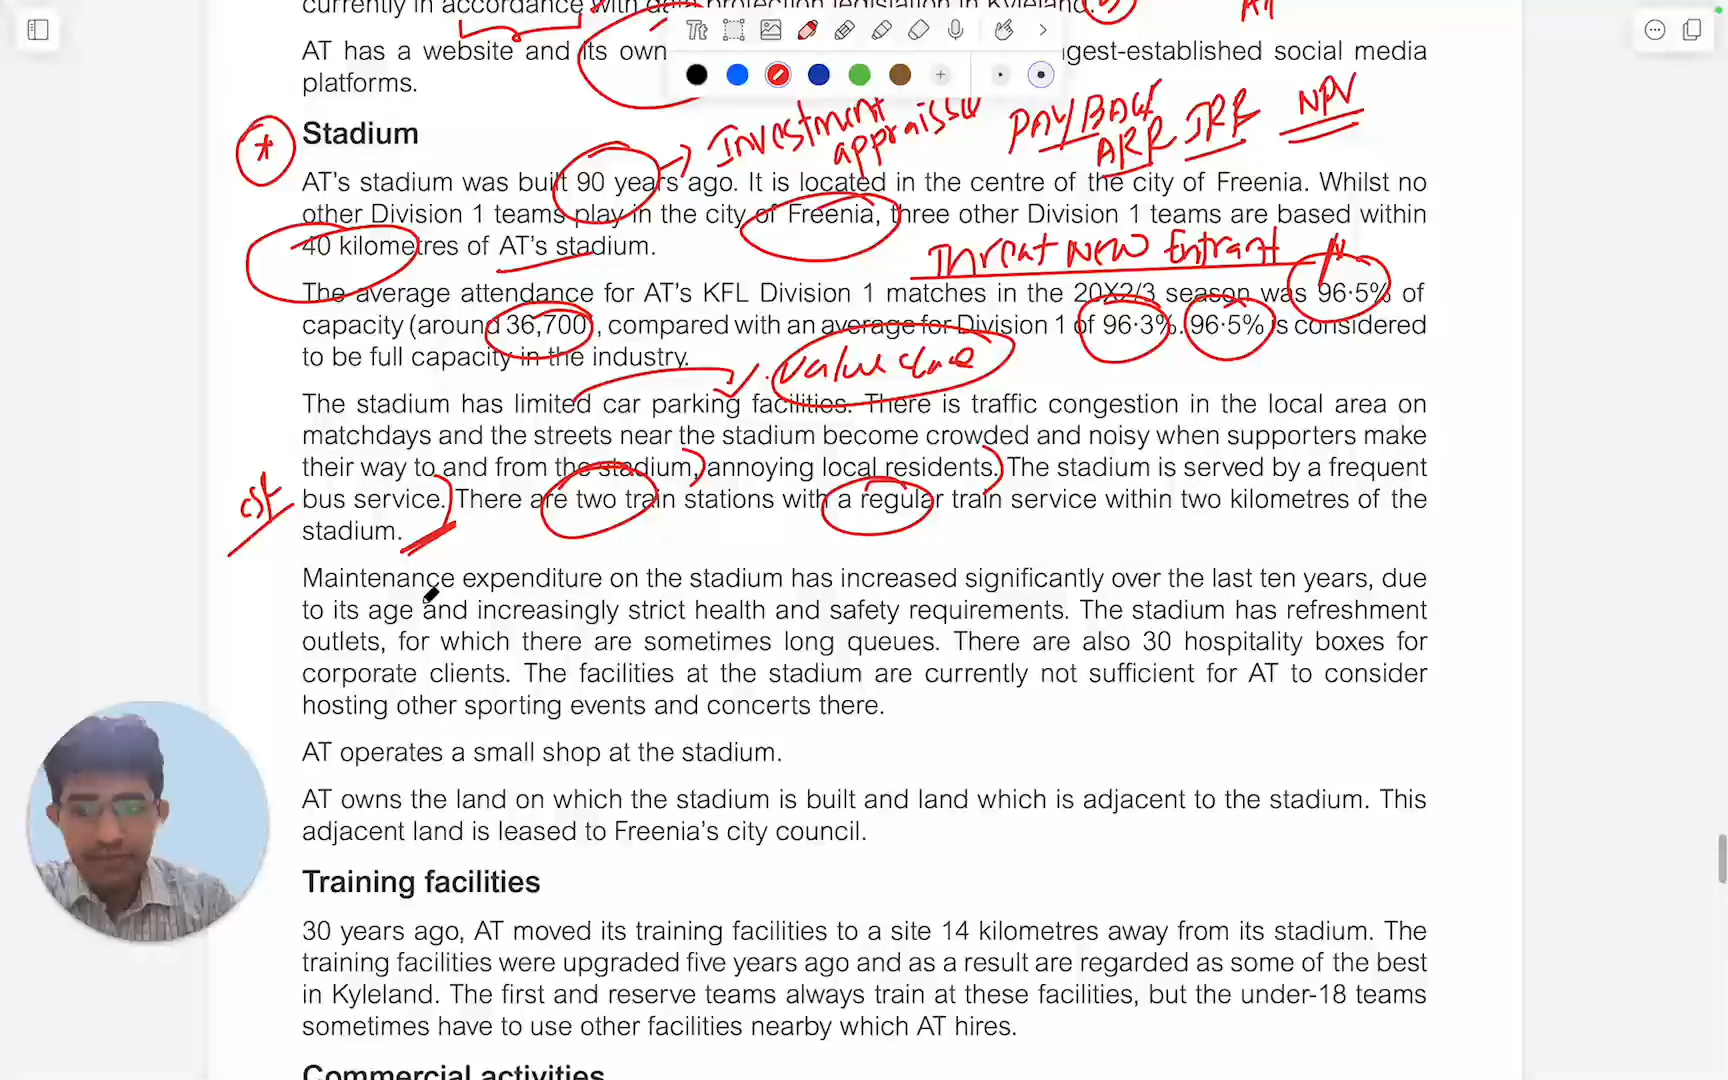 currently in accordance with data protection legislation in Kyleland.
AT has a website and its own
ngest-established social media
platforms.
Tt
Investment
appraisal
PAYBACK
ARR
IRR
NPV
Stadium
AT's stadium was built 90 years ago. It is located in the centre of the city of Freenia. Whilst no
other Division 1 teams play in the city of Freenia, three other Division 1 teams are based within
40 kilometres of AT's stadium.
Threat New Entrant
The average attendance for AT's KFL Division 1 matches in the 20X2/3 season was 96·5% of
capacity (around 36,700), compared with an average for Division 1 of 96·3%. 96·5% is considered
to be full capacity in the industry.
The stadium has limited car parking facilities. There is traffic congestion in the local area on
matchdays and the streets near the stadium become crowded and noisy when supporters make
their way to and from the stadium, annoying local residents. The stadium is served by a frequent
bus service. There are two train stations with a regular train service within two kilometres of the
stadium.
Maintenance expenditure on the stadium has increased significantly over the last ten years, due
to its age and increasingly strict health and safety requirements. The stadium has refreshment
outlets, for which there are sometimes long queues. There are also 30 hospitality boxes for
corporate clients. The facilities at the stadium are currently not sufficient for AT to consider
hosting other sporting events and concerts there.
AT operates a small shop at the stadium.
AT owns the land on which the stadium is built and land which is adjacent to the stadium. This
adjacent land is leased to Freenia's city council.
Training facilities
30 years ago, AT moved its training facilities to a site 14 kilometres away from its stadium. The
training facilities were upgraded five years ago and as a result are regarded as some of the best
in Kyleland. The first and reserve teams always train at these facilities, but the under-18 teams
sometimes have to use other facilities nearby which AT hires.
Commercial activities